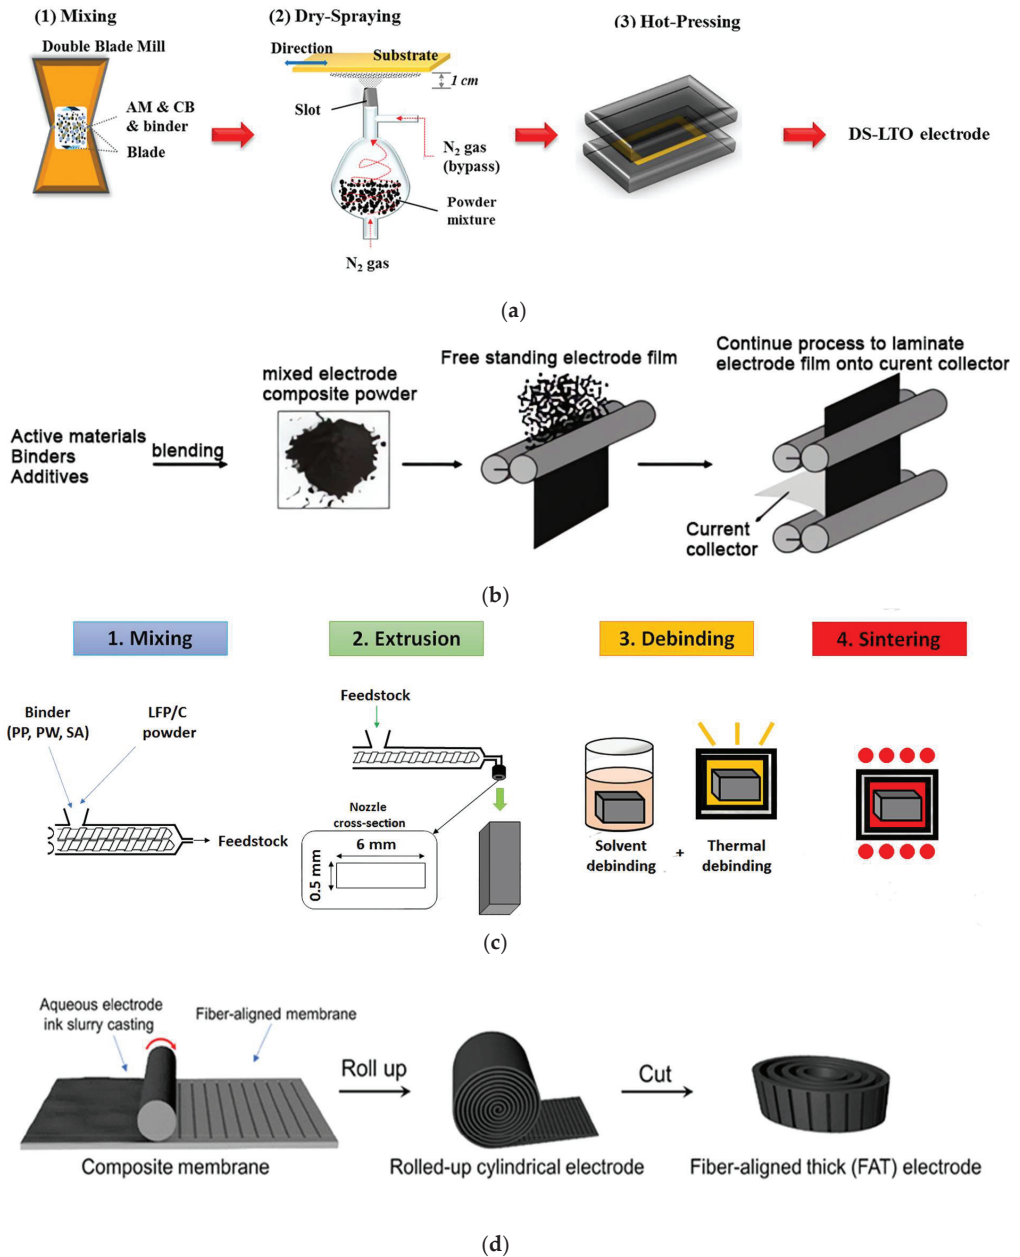 (1) Mixing
(2) Dry-Spraying
(3) Hot-Pressing
Double Blade Mill
AM & CB
& binder
Blade
Direction
Substrate
1 cm
Slot
N2 gas
(bypass)
Powder
mixture
N2 gas
DS-LTO electrode
(a)
Active materials
Binders
Additives
blending
mixed electrode
composite powder
Free standing electrode film
Continue process to laminate
electrode film onto curent collector
Current
collector
(b)
1. Mixing
2. Extrusion
3. Debinding
4. Sintering
Binder
(PP, PW, SA)
LFP/C
powder
Feedstock
Feedstock
Nozzle
cross-section
6 mm
0.5 mm
Solvent
debinding
+
Thermal
debinding
(c)
Aqueous electrode
ink slurry casting
Fiber-aligned membrane
Composite membrane
Roll up
Rolled-up cylindrical electrode
Cut
Fiber-aligned thick (FAT) electrode
(d)